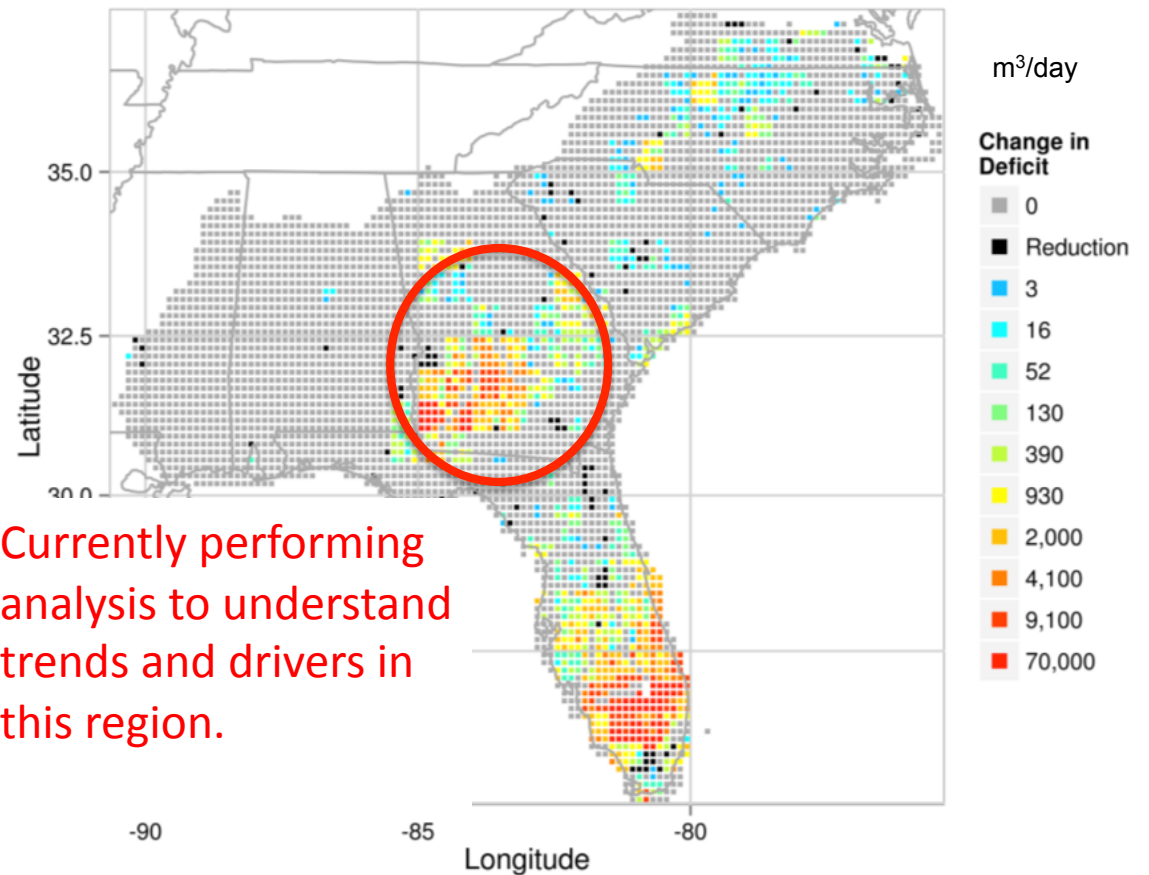 m³/day
Change in
Deficit
0
Reduction
3
16
52
130
390
930
2,000
4,100
9,100
70,000
35.0
32.5
30.0
Latitude
Currently performing
analysis to understand
trends and drivers in
this region.
-90
-85
-80
Longitude